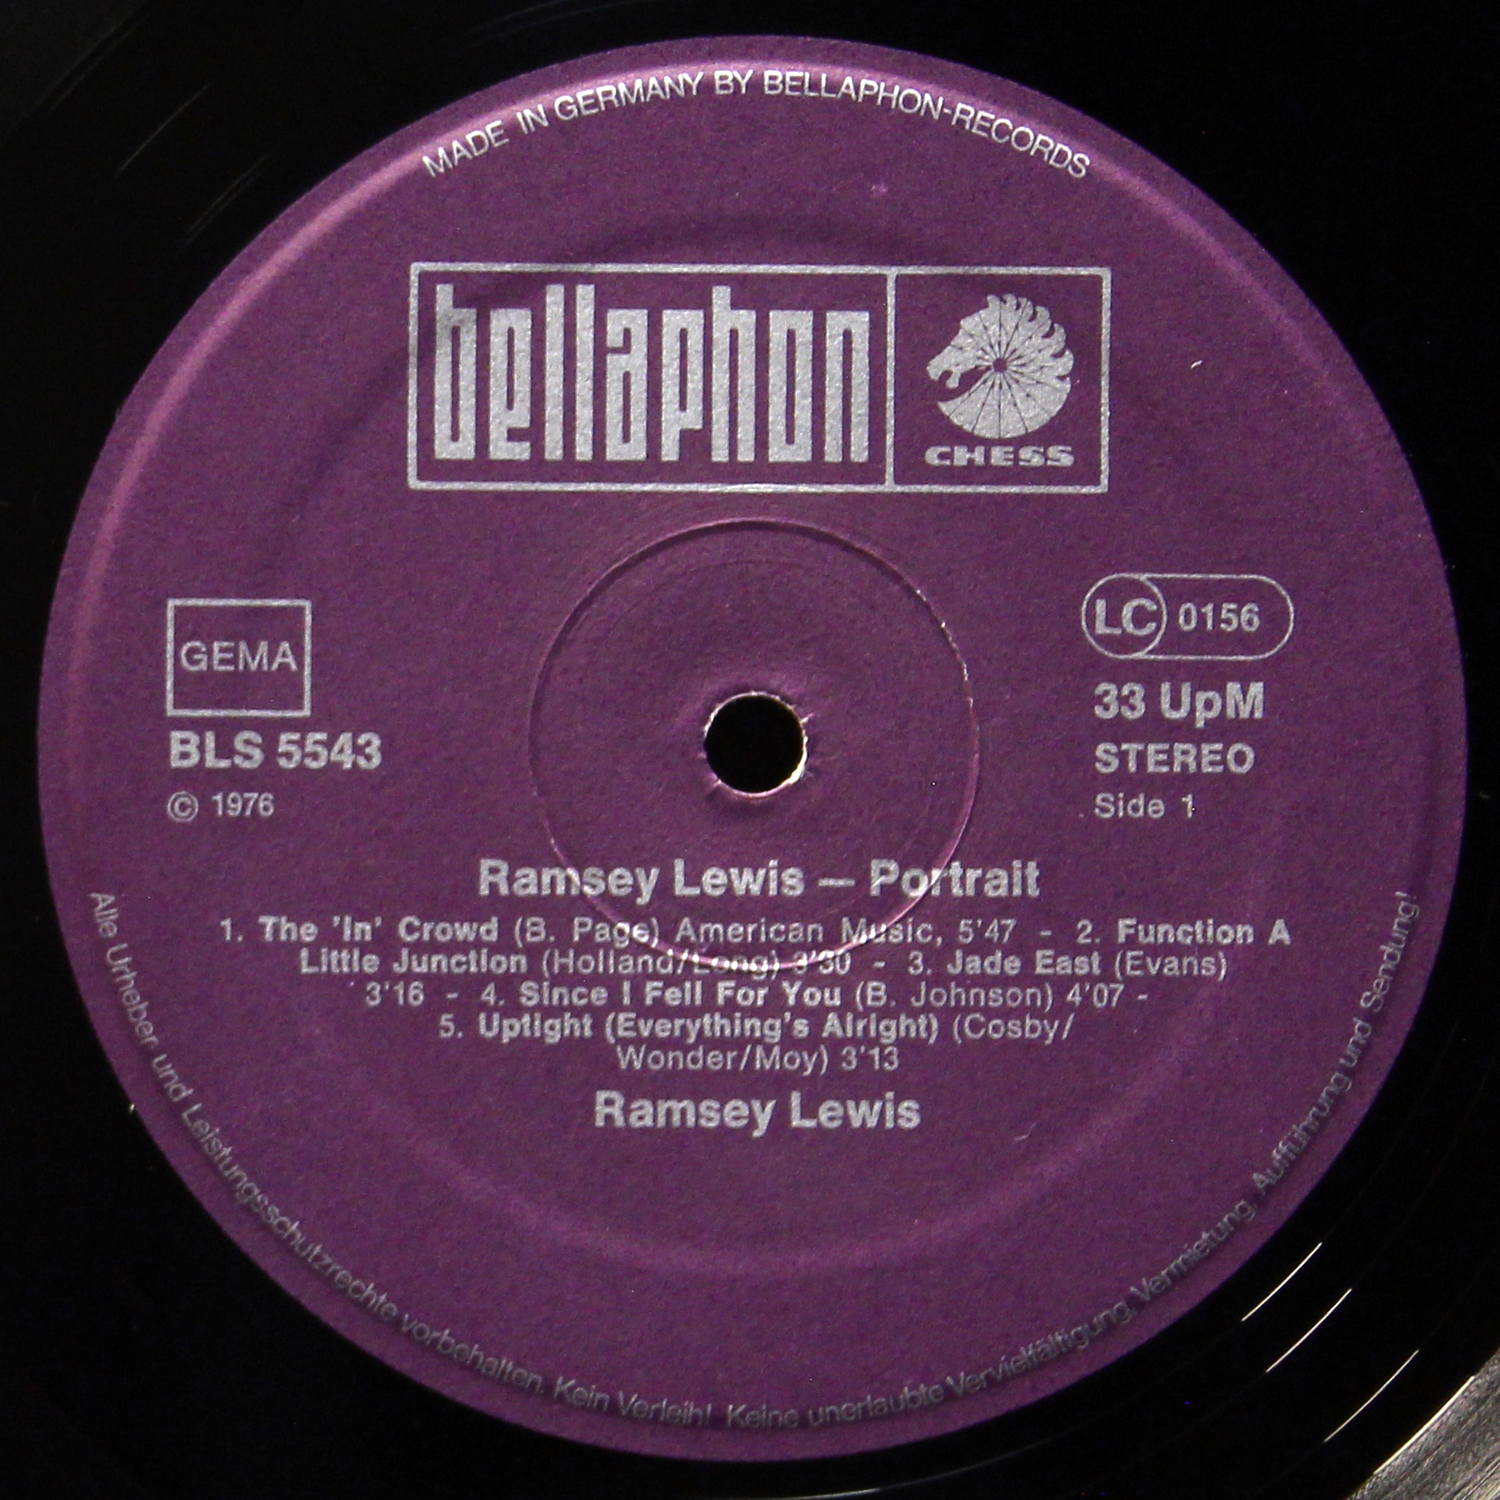 MADE IN GERMANY BY BELLAPHON-RECORDS
bellaphon
CHESS
GEMA
BLS 5543
© 1976
LC 0156
33 UpM
STEREO
Side 1
Ramsey Lewis — Portrait
1. The 'In' Crowd (B. Page) American Music, 5'47 - 2. Function A
Little Junction (Holland/Long) 3'30 - 3. Jade East (Evans)
3'16 - 4. Since I Fell For You (B. Johnson) 4'07 -
5. Uptight (Everything's Alright) (Cosby/
Wonder/Moy) 3'13
Ramsey Lewis
Alle Urheber und Leistungsschutzrechte vorbehalten. Kein Verleih! Keine unerlaubte Vervielfältigung, Vermietung, Aufführung und Sendung!